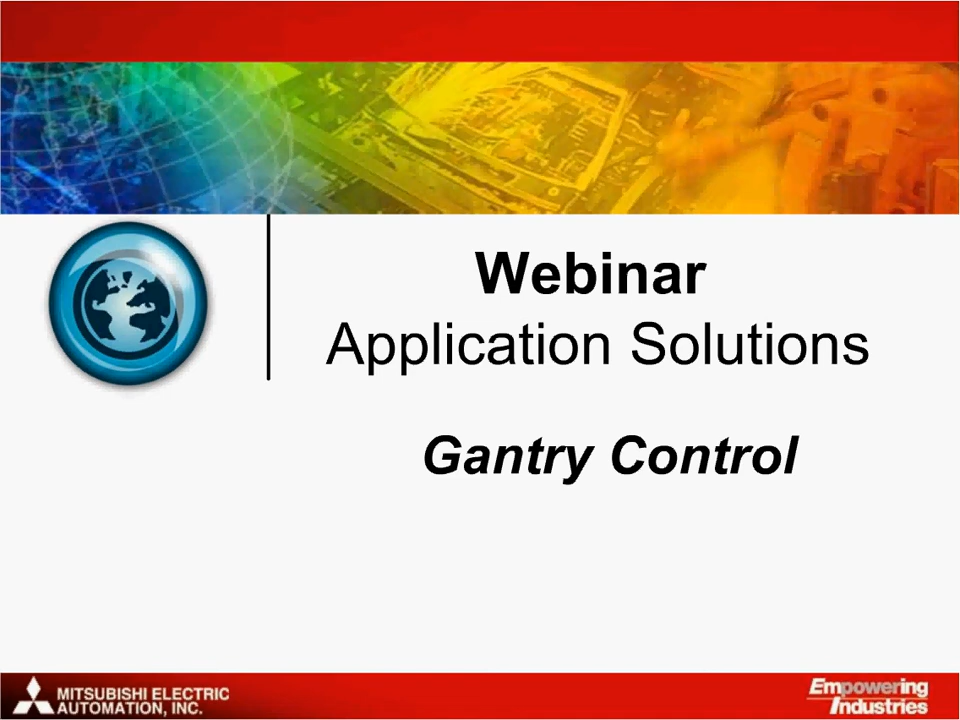 Webinar
Application Solutions
Gantry Control
MITSUBISHI ELECTRIC
AUTOMATION, INC.
Empowering
Industries